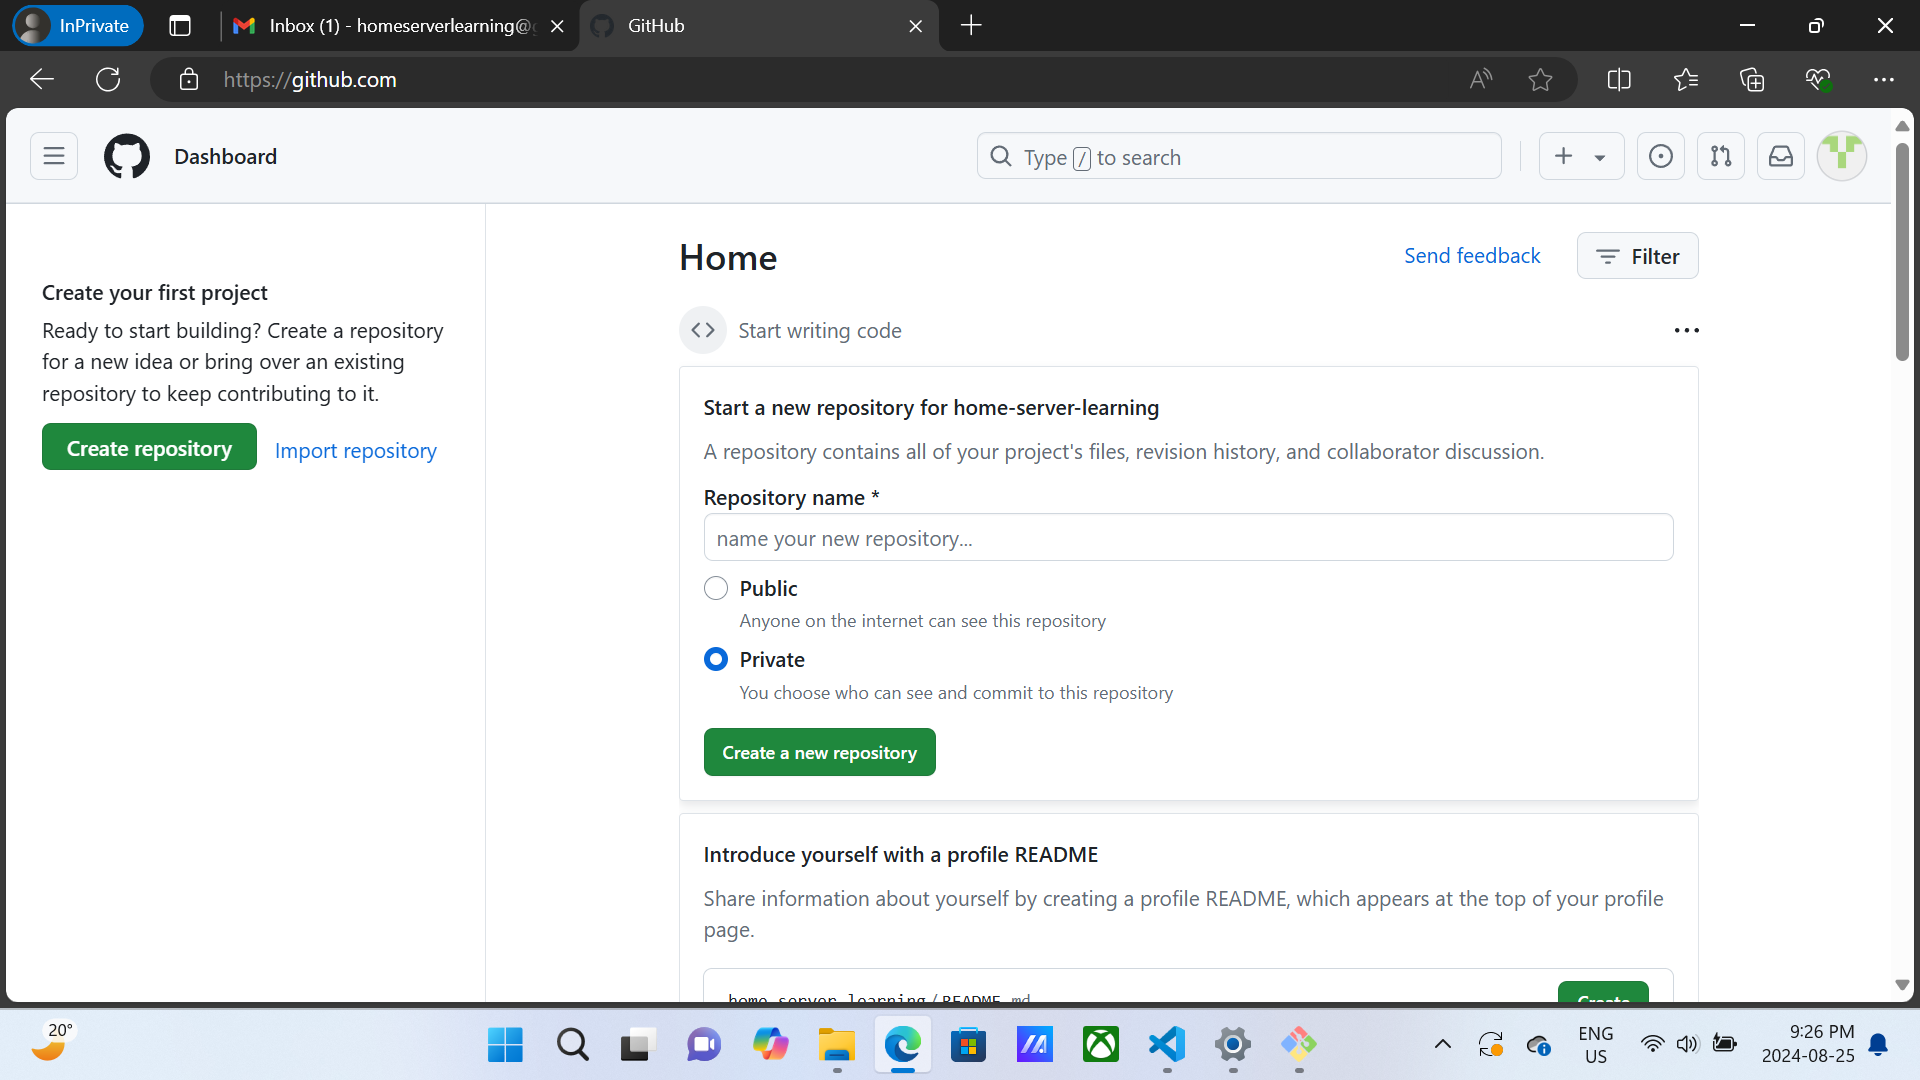 InPrivate
Inbox (1) - homeserverlearning@
GitHub
https://github.com
Dashboard
Type / to search
Create your first project
Ready to start building? Create a repository
for a new idea or bring over an existing
repository to keep contributing to it.
Create repository
Import repository
Home
Send feedback
Filter
Start writing code
Start a new repository for home-server-learning
A repository contains all of your project's files, revision history, and collaborator discussion.
Repository name *
name your new repository...
Public
Anyone on the internet can see this repository
Private
You choose who can see and commit to this repository
Create a new repository
Introduce yourself with a profile README
Share information about yourself by creating a profile README, which appears at the top of your profile
page.
home-server-learning/README.md
Create
20°
ENG
US
9:26 PM
2024-08-25